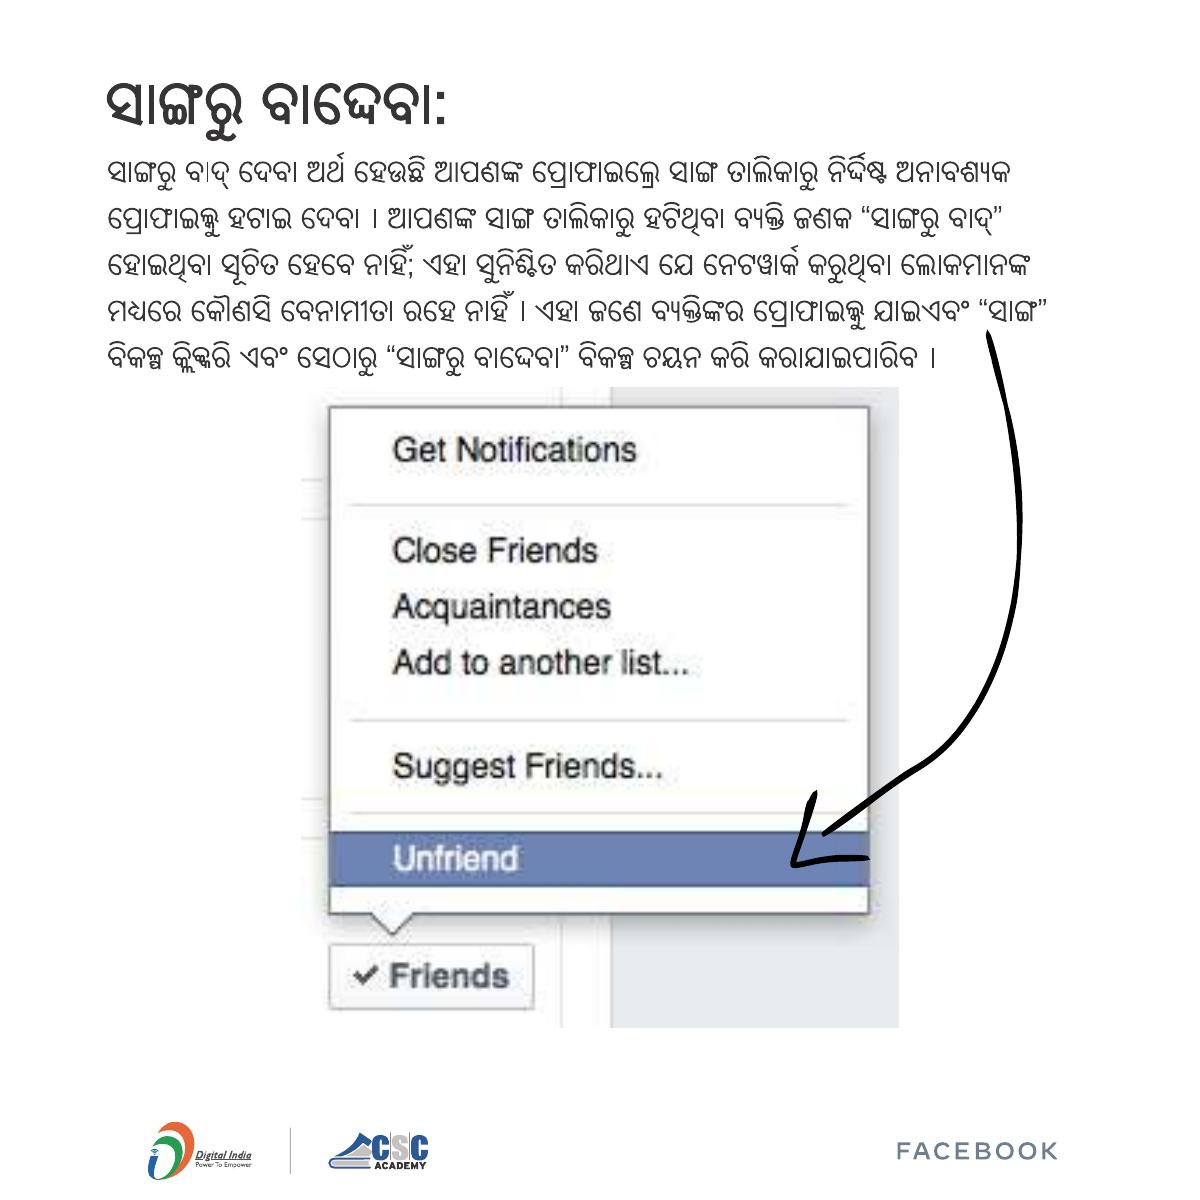 ସାଙ୍ଗରୁ ବାଦ୍ଦେବା:
ସାଙ୍ଗରୁ ବାଦ୍ ଦେବା ଅର୍ଥ ହେଉଛି ଆପଣଙ୍କ ପ୍ରୋଫାଇଲ୍ରେ ସାଙ୍ଗ ତାଲିକାରୁ ନିର୍ଦ୍ଦିଷ୍ଟ ଅନାବଶ୍ୟକ
ପ୍ରୋଫାଇଲ୍କୁ ହଟାଇ ଦେବା । ଆପଣଙ୍କ ସାଙ୍ଗ ତାଲିକାରୁ ହଟିଥିବା ବ୍ୟକ୍ତି ଜଣକ “ସାଙ୍ଗରୁ ବାଦ୍”
ହୋଇଥିବା ସୂଚିତ ହେବେ ନାହିଁ; ଏହା ସୁନିଶ୍ଚିତ କରିଥାଏ ଯେ ନେଟୱାର୍କ କରୁଥିବା ଲୋକମାନଙ୍କ
ମଧ୍ୟରେ କୌଣସି ବେନାମୀତା ରହେ ନାହିଁ । ଏହା ଜଣେ ବ୍ୟକ୍ତିଙ୍କର ପ୍ରୋଫାଇଲ୍କୁ ଯାଇଏବଂ “ସାଙ୍ଗ”
ବିକଳ୍ପ କ୍ଲିକ୍କରି ଏବଂ ସେଠାରୁ “ସାଙ୍ଗରୁ ବାଦ୍ଦେବା” ବିକଳ୍ପ ଚୟନ କରି କରାଯାଇପାରିବ ।
Get Notifications
Close Friends
Acquaintances
Add to another list...
Suggest Friends...
Unfriend
Friends
Digital India
Power To Empower
CSC
ACADEMY
FACEBOOK